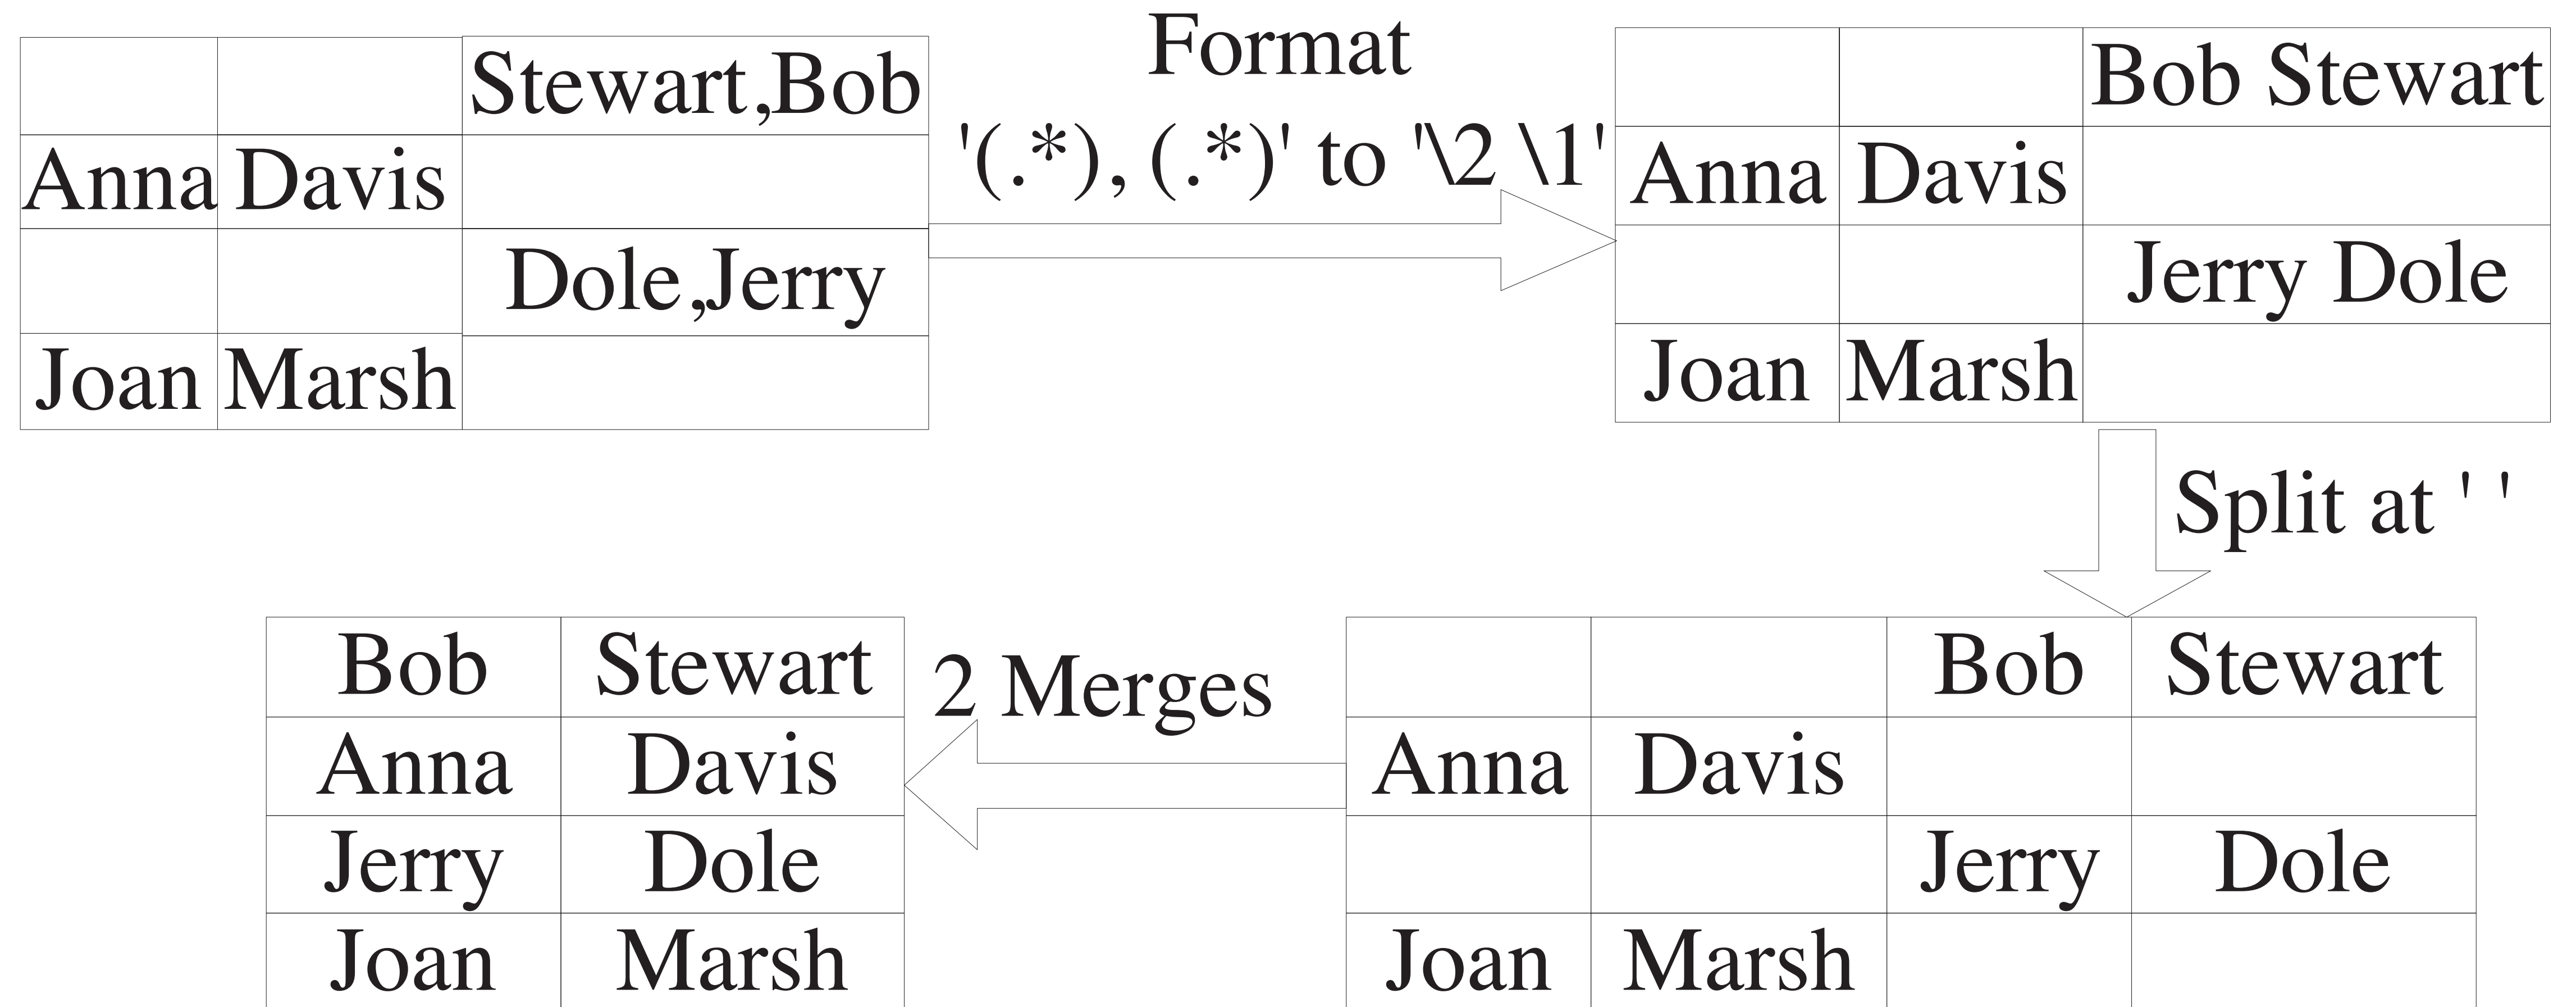 Stewart,Bob
Anna Davis
Dole,Jerry
Joan Marsh
Format
'(.*), (.*)' to '\2 \1'
Bob Stewart
Anna Davis
Jerry Dole
Joan Marsh
Split at ' '
Bob Stewart
Anna Davis
Jerry Dole
Joan Marsh
2 Merges
Bob Stewart
Anna Davis
Jerry Dole
Joan Marsh